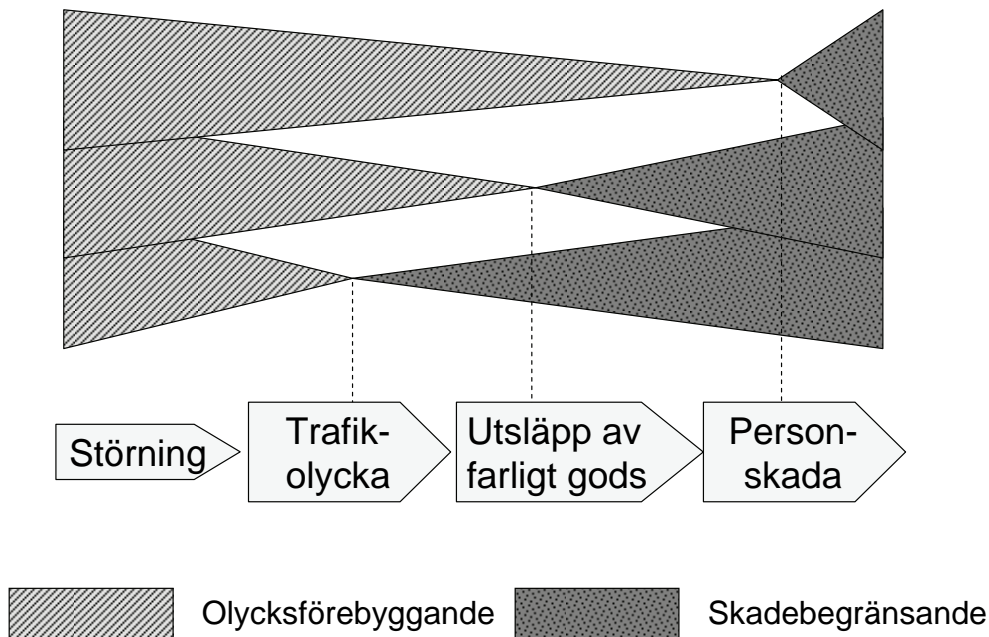 Störning
Trafik-
olycka
Utsläpp av
farligt gods
Person-
skada
Olycksförebyggande
Skadebegränsande